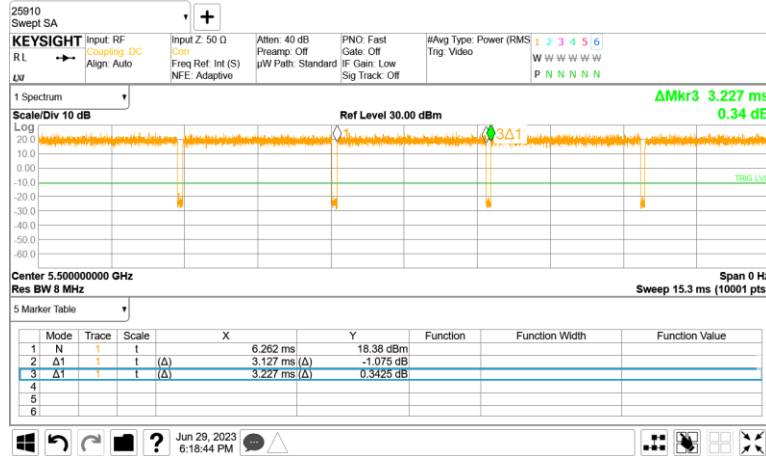 25910
Swept SA
KEYSIGHT Input: RF Input Z: 50 Ω Atten: 40 dB PNO: Fast #Avg Type: Power (RMS 1 2 3 4 5 6
RL Coupling: DC Corr Preamp: Off Gate: Off Trig: Video W W W W W W
Align: Auto Freq Ref: Int (S) µW Path: Standard IF Gain: Low P N N N N N
LXI NFE: Adaptive Sig Track: Off
1 Spectrum ΔMkr3 3.227 ms
Scale/Div 10 dB Ref Level 30.00 dBm 0.34 dB
Log
20.0
10.0
0.00
-10.0
-20.0
-30.0
-40.0
-50.0
-60.0
1
3Δ1
TRIG LVL
Center 5.500000000 GHz Span 0 Hz
Res BW 8 MHz Sweep 15.3 ms (10001 pts
5 Marker Table
Mode Trace Scale X Y Function Function Width Function Value
1 N 1 t 6.262 ms 18.38 dBm
2 Δ1 1 t (Δ) 3.127 ms (Δ) -1.075 dB
3 Δ1 1 t (Δ) 3.227 ms (Δ) 0.3425 dB
4
5
6
Jun 29, 2023
6:18:44 PM